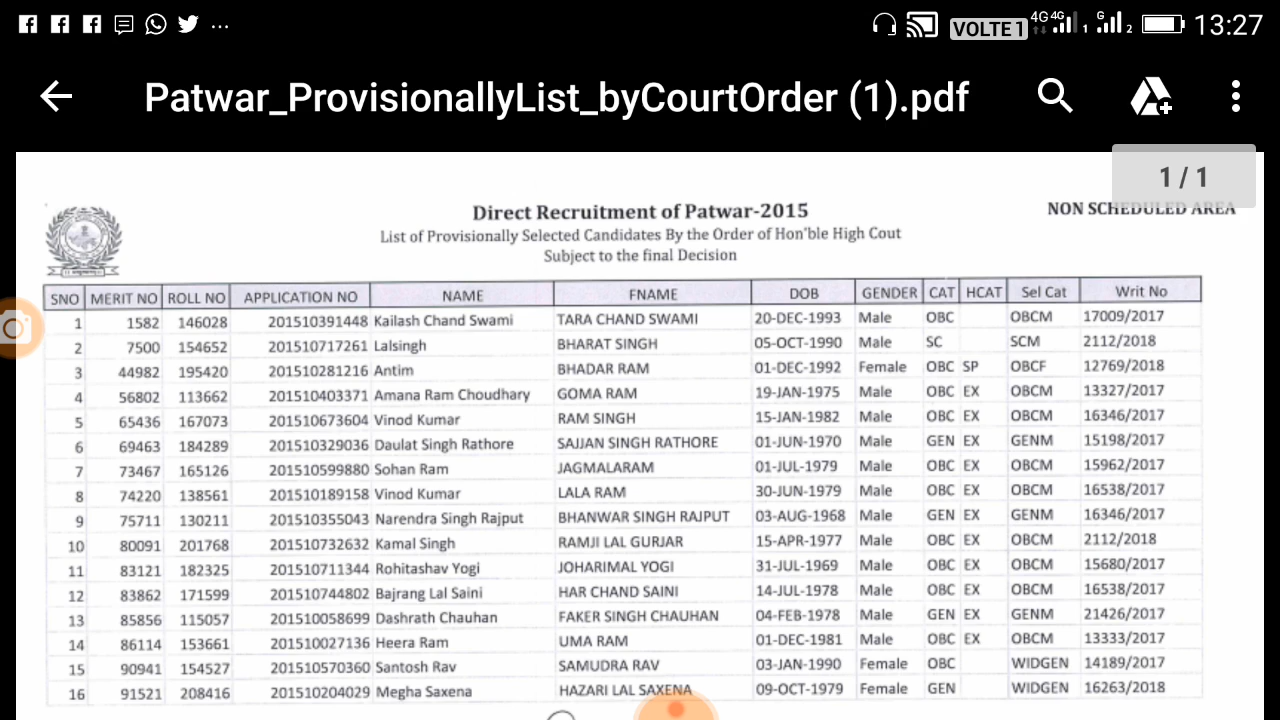 ... VOLTE 1 4G 4G 1 G 2 13:27
Patwar_ProvisionallyList_byCourtOrder (1).pdf
1 / 1
Direct Recruitment of Patwar-2015 NON SCHEDULED AREA
List of Provisionally Selected Candidates By the Order of Hon'ble High Cout
Subject to the final Decision
SNO MERIT NO ROLL NO APPLICATION NO NAME FNAME DOB GENDER CAT HCAT Sel Cat Writ No
1 1582 146028 201510391448 Kailash Chand Swami TARA CHAND SWAMI 20-DEC-1993 Male OBC OBCM 17009/2017
2 7500 154652 201510717261 Lalsingh BHARAT SINGH 05-OCT-1990 Male SC SCM 2112/2018
3 44982 195420 201510281216 Antim BHADAR RAM 01-DEC-1992 Female OBC SP OBCF 12769/2018
4 56802 113662 201510403371 Amana Ram Choudhary GOMA RAM 19-JAN-1975 Male OBC EX OBCM 13327/2017
5 65436 167073 201510673604 Vinod Kumar RAM SINGH 15-JAN-1982 Male OBC EX OBCM 16346/2017
6 69463 184289 201510329036 Daulat Singh Rathore SAJJAN SINGH RATHORE 01-JUN-1970 Male GEN EX GENM 15198/2017
7 73467 165126 201510599880 Sohan Ram JAGMALARAM 01-JUL-1979 Male OBC EX OBCM 15962/2017
8 74220 138561 201510189158 Vinod Kumar LALA RAM 30-JUN-1979 Male OBC EX OBCM 16538/2017
9 75711 130211 201510355043 Narendra Singh Rajput BHANWAR SINGH RAJPUT 03-AUG-1968 Male GEN EX GENM 16346/2017
10 80091 201768 201510732632 Kamal Singh RAMJI LAL GURJAR 15-APR-1977 Male OBC EX OBCM 2112/2018
11 83121 182325 201510711344 Rohitashav Yogi JOHARIMAL YOGI 31-JUL-1969 Male OBC EX OBCM 15680/2017
12 83862 171599 201510744802 Bajrang Lal Saini HAR CHAND SAINI 14-JUL-1978 Male OBC EX OBCM 16538/2017
13 85856 115057 201510058699 Dashrath Chauhan FAKER SINGH CHAUHAN 04-FEB-1978 Male GEN EX GENM 21426/2017
14 86114 153661 201510027136 Heera Ram UMA RAM 01-DEC-1981 Male OBC EX OBCM 13333/2017
15 90941 154527 201510570360 Santosh Rav SAMUDRA RAV 03-JAN-1990 Female OBC WIDGEN 14189/2017
16 91521 208416 201510204029 Megha Saxena HAZARI LAL SAXENA 09-OCT-1979 Female GEN WIDGEN 16263/2018